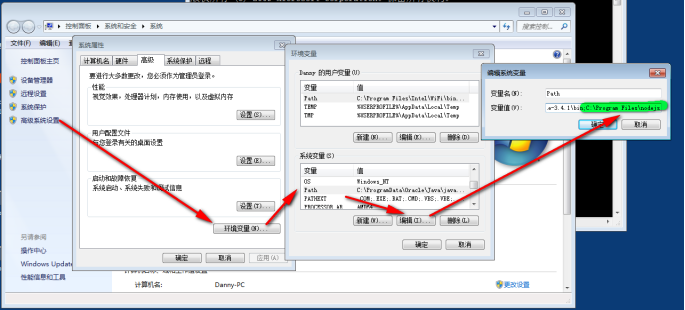 控制面板 ▸ 系统和安全 ▸ 系统
搜索控制...
文件(F) 编辑(E)
控制面板主页
设备管理器
远程设置
系统保护
高级系统设置
另请参阅
操作中心
Windows Update
性能信息和工具
系统属性
计算机名 硬件 高级 系统保护 远程
要进行大多数更改，您必须作为管理员登录。
性能
视觉效果，处理器计划，内存使用，以及虚拟内存
设置(S)...
用户配置文件
与您登录有关的桌面设置
设置(E)...
启动和故障恢复
系统启动、系统失败和调试信息
设置(T)...
环境变量(N)...
确定 取消 应用(A)
计算机名: Danny-PC
更改设置
环境变量
Danny 的用户变量(U)
变量 值
Path C:\Program Files\Intel\WiFi\bin...
TEMP %USERPROFILE%\AppData\Local\Temp
TMP %USERPROFILE%\AppData\Local\Temp
新建(N)... 编辑(E)... 删除(D)
系统变量(S)
变量 值
OS Windows_NT
Path C:\ProgramData\Oracle\Java\java...
PATHEXT .COM;.EXE;.BAT;.CMD;.VBS;.VBE;...
新建(W)... 编辑(I)... 删除(L)
确定 取消
编辑系统变量
变量名(N): Path
变量值(V): a-3.4.1\bin;C:\Program Files\nodejs
确定 取消